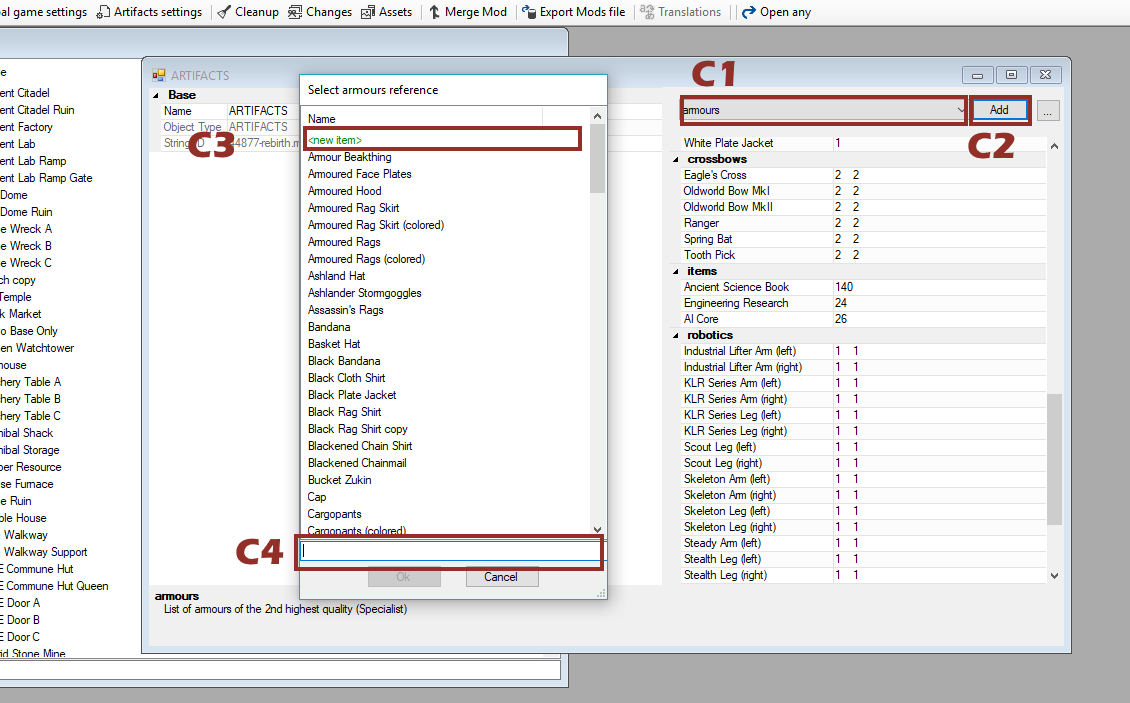 al game settings Artifacts settings Cleanup Changes Assets Merge Mod Export Mods file Translations Open any
e
ent Citadel
ent Citadel Ruin
ent Factory
ent Lab
ent Lab Ramp
ent Lab Ramp Gate
Dome
Dome Ruin
e Wreck A
e Wreck B
e Wreck C
ch copy
Temple
k Market
o Base Only
en Watchtower
house
chery Table A
chery Table B
chery Table C
nibal Shack
nibal Storage
per Resource
se Furnace
e Ruin
ble House
Walkway
Walkway Support
E Commune Hut
E Commune Hut Queen
E Door A
E Door B
E Door C
rid Stone Mine
ARTIFACTS
Base
Name ARTIFACTS
Object Type ARTIFACTS
String ID 4877-rebirth.m
C3
Select armours reference
Name
<new item>
Amour Beakthing
Armoured Face Plates
Armoured Hood
Armoured Rag Skirt
Armoured Rag Skirt (colored)
Armoured Rags
Armoured Rags (colored)
Ashland Hat
Ashlander Stormgoggles
Assassin's Rags
Bandana
Basket Hat
Black Bandana
Black Cloth Shirt
Black Plate Jacket
Black Rag Shirt
Black Rag Shirt copy
Blackened Chain Shirt
Blackened Chainmail
Bucket Zukin
Cap
Cargopants
Cargopants (colored)
C4
Ok Cancel
C1
armours Add ...
C2
White Plate Jacket 1
crossbows
Eagle's Cross 2 2
Oldworld Bow MkI 2 2
Oldworld Bow MkII 2 2
Ranger 2 2
Spring Bat 2 2
Tooth Pick 2 2
items
Ancient Science Book 140
Engineering Research 24
AI Core 26
robotics
Industrial Lifter Arm (left) 1 1
Industrial Lifter Arm (right) 1 1
KLR Series Arm (left) 1 1
KLR Series Arm (right) 1 1
KLR Series Leg (left) 1 1
KLR Series Leg (right) 1 1
Scout Leg (left) 1 1
Scout Leg (right) 1 1
Skeleton Arm (left) 1 1
Skeleton Arm (right) 1 1
Skeleton Leg (left) 1 1
Skeleton Leg (right) 1 1
Steady Arm (left) 1 1
Stealth Leg (left) 1 1
Stealth Leg (right) 1 1
armours
List of armours of the 2nd highest quality (Specialist)